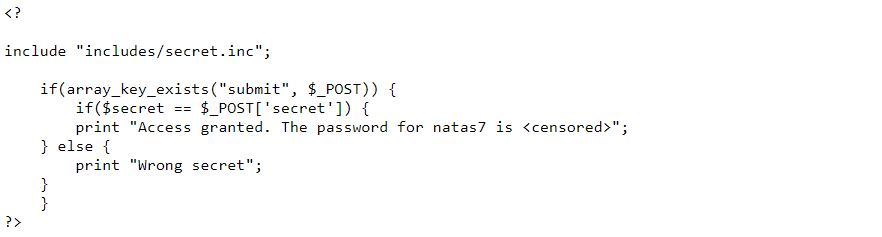 <?
include "includes/secret.inc";
if(array_key_exists("submit", $_POST)) {
if($secret == $_POST['secret']) {
print "Access granted. The password for natas7 is <censored>";
} else {
print "Wrong secret";
}
}
?>